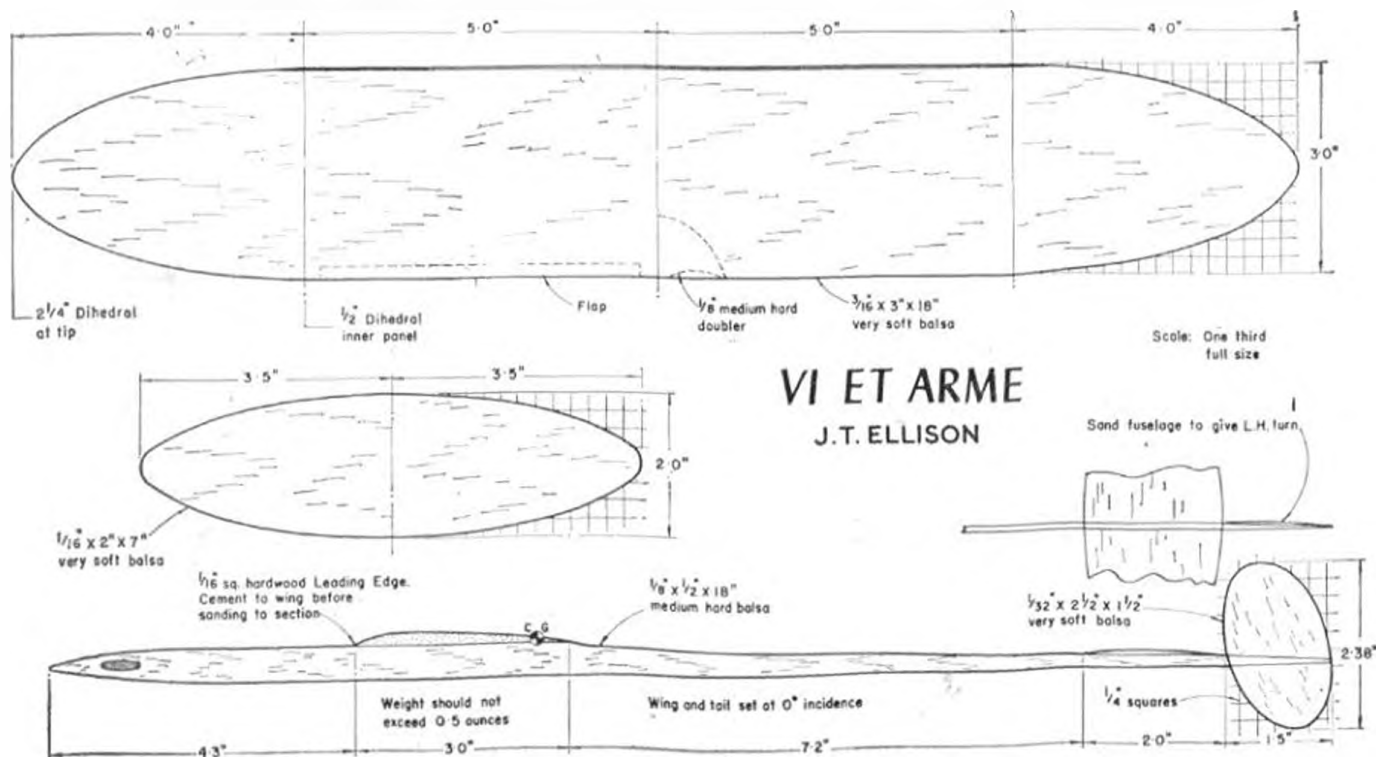 4·0"
5·0"
5·0"
4·0"
3·0"
2 1/4" Dihedral
at tip
1/2" Dihedral
inner panel
Flap
1/8" medium hard
doubler
3/16" x 3" x 18"
very soft balsa
Scale: One third
full size
3·5"
3·5"
2·0"
VI ET ARME
J.T. ELLISON
Sand fuselage to give L.H. turn
1/16" x 2" x 7"
very soft balsa
1/16 sq. hardwood Leading Edge.
Cement to wing before
sanding to section
C G
1/8" x 1/2" x 18"
medium hard balsa
1/32" x 2 1/2" x 1 1/2"
very soft balsa
2·38"
1/4" squares
Weight should not
exceed 0·5 ounces
Wing and tail set at 0° incidence
4·3"
3·0"
7·2"
2·0"
1·5"